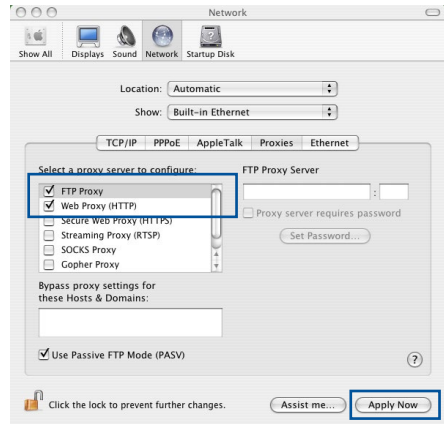 Network
Show All Displays Sound Network Startup Disk
Location: Automatic
Show: Built-in Ethernet
TCP/IP PPPoE AppleTalk Proxies Ethernet
Select a proxy server to configure: FTP Proxy Server
FTP Proxy
Web Proxy (HTTP) :
Secure Web Proxy (HTTPS) Proxy server requires password
Streaming Proxy (RTSP) Set Password...
SOCKS Proxy
Gopher Proxy
Bypass proxy settings for
these Hosts & Domains:
Use Passive FTP Mode (PASV) ?
Click the lock to prevent further changes. Assist me... Apply Now